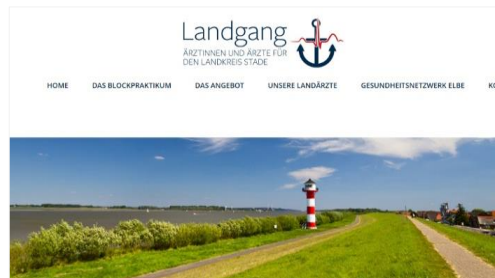 Landgang
ÄRZTINNEN UND ÄRZTE FÜR
DEN LANDKREIS STADE
HOME DAS BLOCKPRAKTIKUM DAS ANGEBOT UNSERE LANDÄRZTE GESUNDHEITSNETZWERK ELBE